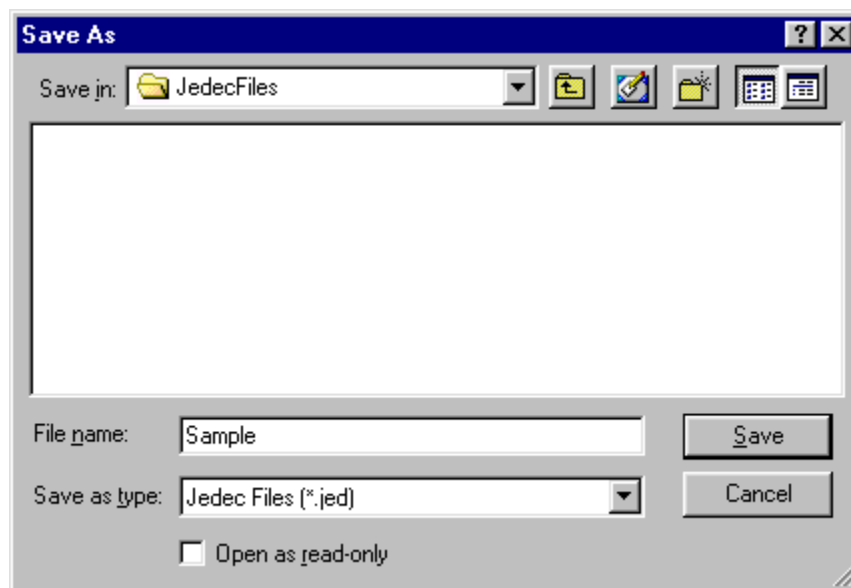 Save As
Save in: JedecFiles
File name: Sample Save
Save as type: Jedec Files (*.jed) Cancel
Open as read-only